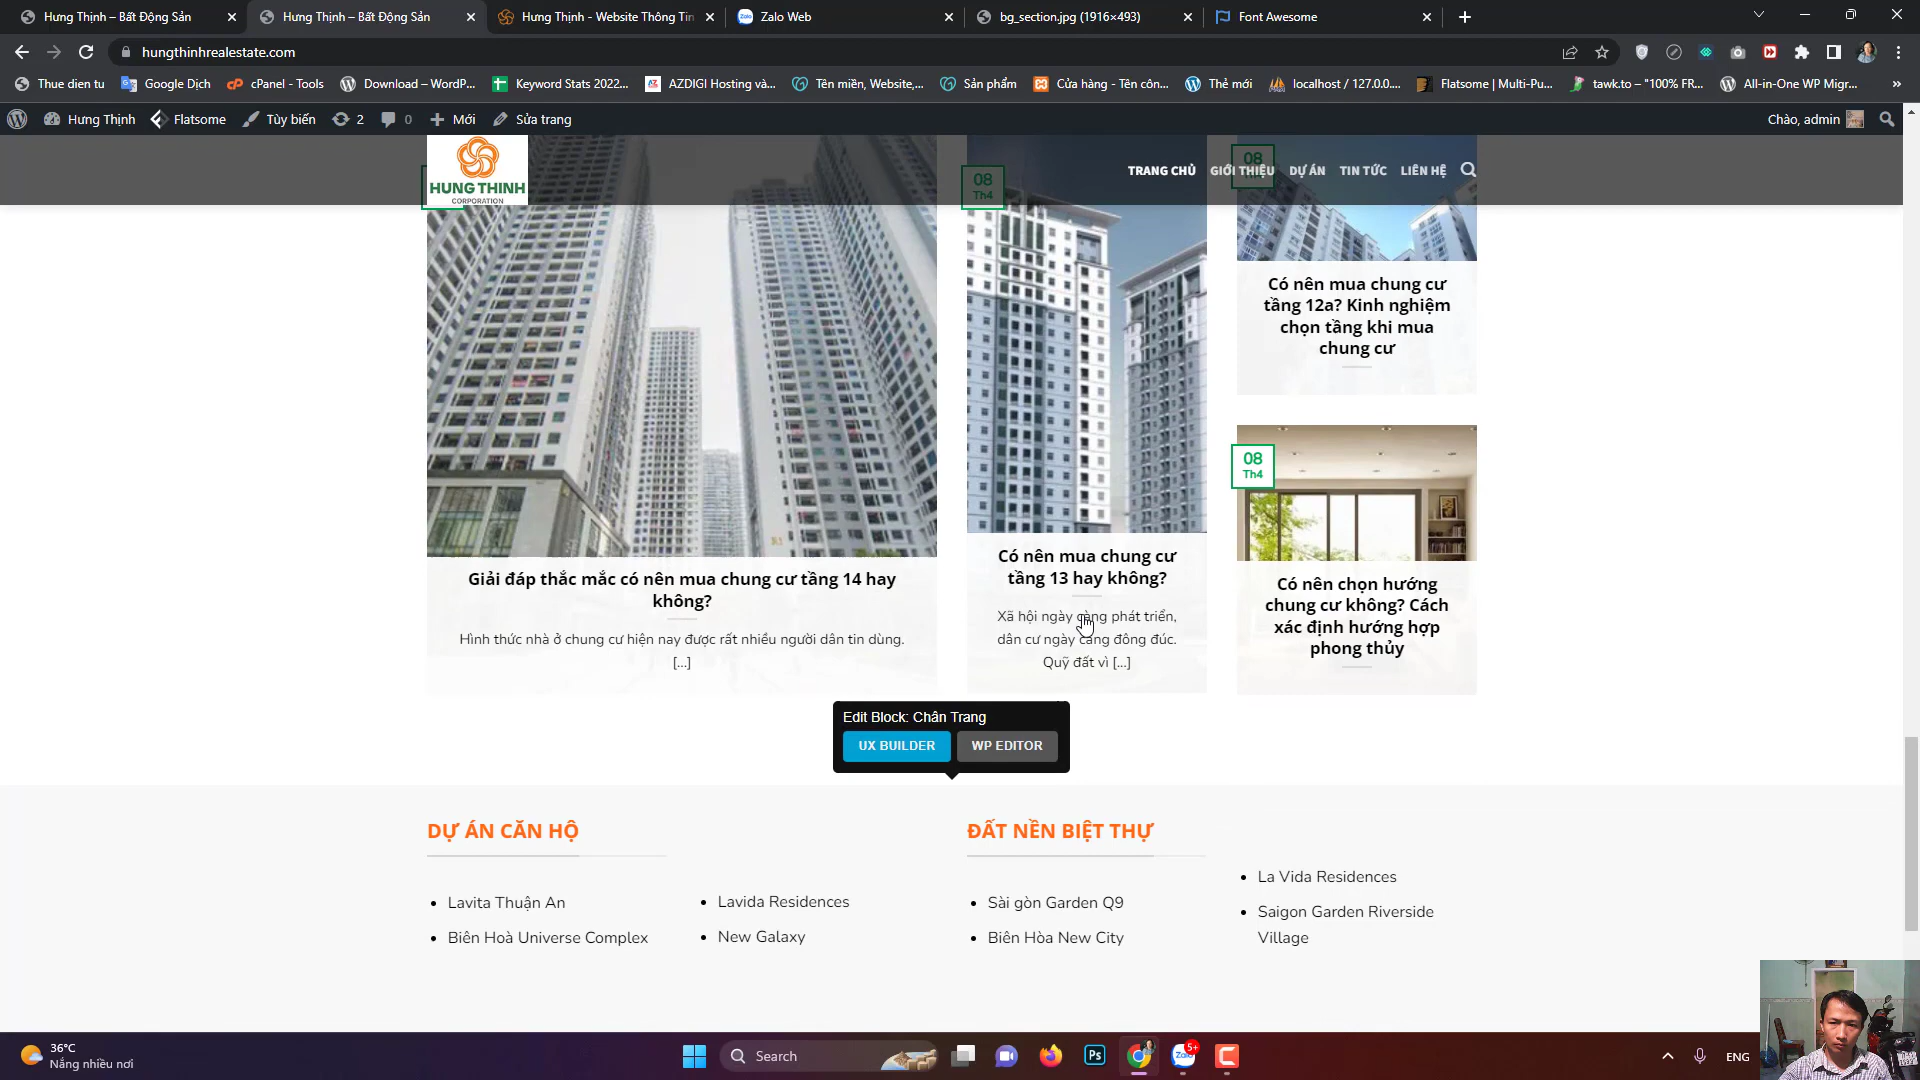 Hưng Thịnh – Bất Động Sản
Hưng Thịnh – Bất Động Sản
Hưng Thịnh - Website Thông Tin
Zalo Web
bg_section.jpg (1916×493)
Font Awesome
hungthinhrealestate.com
Thue dien tu
Google Dịch
cPanel - Tools
Download – WordP...
Keyword Stats 2022...
AZDIGI Hosting và...
Tên miền, Website,...
Sản phẩm
Cửa hàng - Tên côn...
Thẻ mới
localhost / 127.0.0....
Flatsome | Multi-Pu...
tawk.to – "100% FR...
All-in-One WP Migr...
Hưng Thịnh
Flatsome
Tùy biến
2
0
Mới
Sửa trang
Chào, admin
HUNG THINH
CORPORATION
TRANG CHỦ
GIỚI THIỆU
DỰ ÁN
TIN TỨC
LIÊN HỆ
08
Th4
08
Giải đáp thắc mắc có nên mua chung cư tầng 14 hay
không?
Hình thức nhà ở chung cư hiện nay được rất nhiều người dân tin dùng.
[...]
Có nên mua chung cư
tầng 13 hay không?
Xã hội ngày càng phát triển,
dân cư ngày càng đông đúc.
Quỹ đất vì [...]
Có nên mua chung cư
tầng 12a? Kinh nghiệm
chọn tầng khi mua
chung cư
08
Th4
Có nên chọn hướng
chung cư không? Cách
xác định hướng hợp
phong thủy
Edit Block: Chân Trang
UX BUILDER
WP EDITOR
DỰ ÁN CĂN HỘ
Lavita Thuận An
Biên Hoà Universe Complex
Lavida Residences
New Galaxy
ĐẤT NỀN BIỆT THỰ
Sài gòn Garden Q9
Biên Hòa New City
La Vida Residences
Saigon Garden Riverside
Village
36°C
Nắng nhiều nơi
Search
Ps
Zalo
5+
ENG